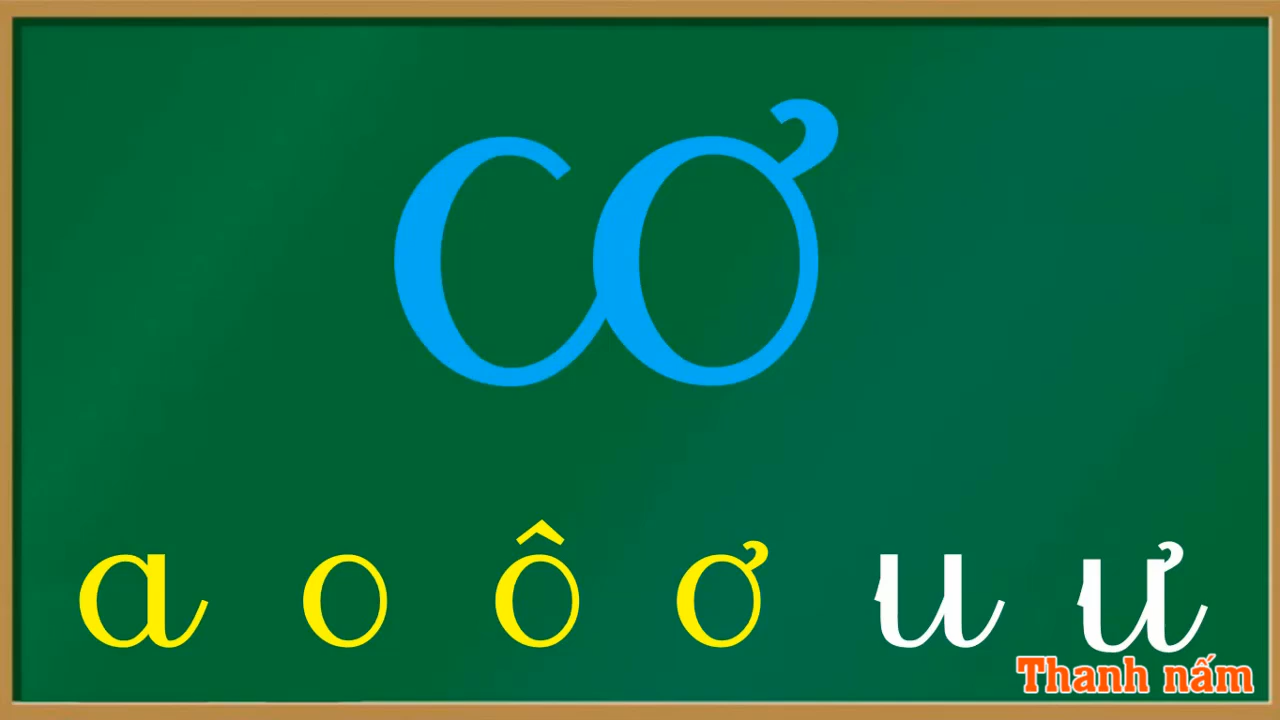 cơ
a o ô ơ u ư
Thanh nấm